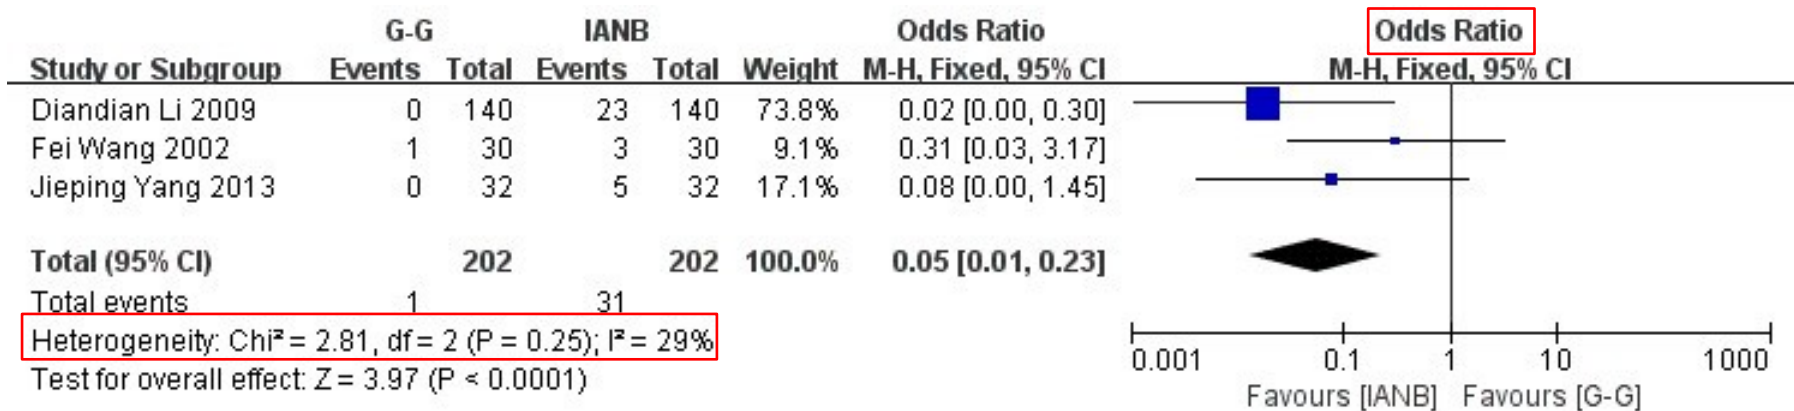 G-G IANB Odds Ratio Odds Ratio
Study or Subgroup Events Total Events Total Weight M-H, Fixed, 95% CI M-H, Fixed, 95% CI
Diandian Li 2009 0 140 23 140 73.8% 0.02 [0.00, 0.30]
Fei Wang 2002 1 30 3 30 9.1% 0.31 [0.03, 3.17]
Jieping Yang 2013 0 32 5 32 17.1% 0.08 [0.00, 1.45]
Total (95% CI) 202 202 100.0% 0.05 [0.01, 0.23]
Total events 1 31
Heterogeneity: Chi² = 2.81, df = 2 (P = 0.25); I² = 29%
Test for overall effect: Z = 3.97 (P < 0.0001)
0.001 0.1 1 10 1000
Favours [IANB] Favours [G-G]